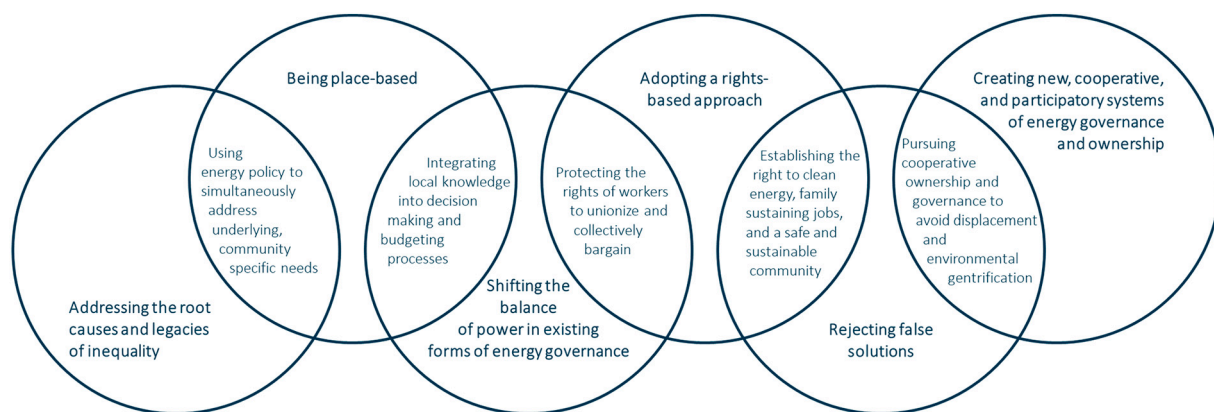 Addressing the root
causes and legacies
of inequality
Using
energy policy to
simultaneously
address
underlying,
community
specific needs
Being place-based
Integrating
local knowledge
into decision
making and
budgeting
processes
Shifting the
balance
of power in existing
forms of energy governance
Protecting the
rights of workers
to unionize and
collectively
bargain
Adopting a rights-
based approach
Establishing the
right to clean
energy, family
sustaining jobs,
and a safe and
sustainable
community
Rejecting false
solutions
Pursuing
cooperative
ownership and
governance to
avoid displacement
and
environmental
gentrification
Creating new, cooperative,
and participatory systems
of energy governance
and ownership